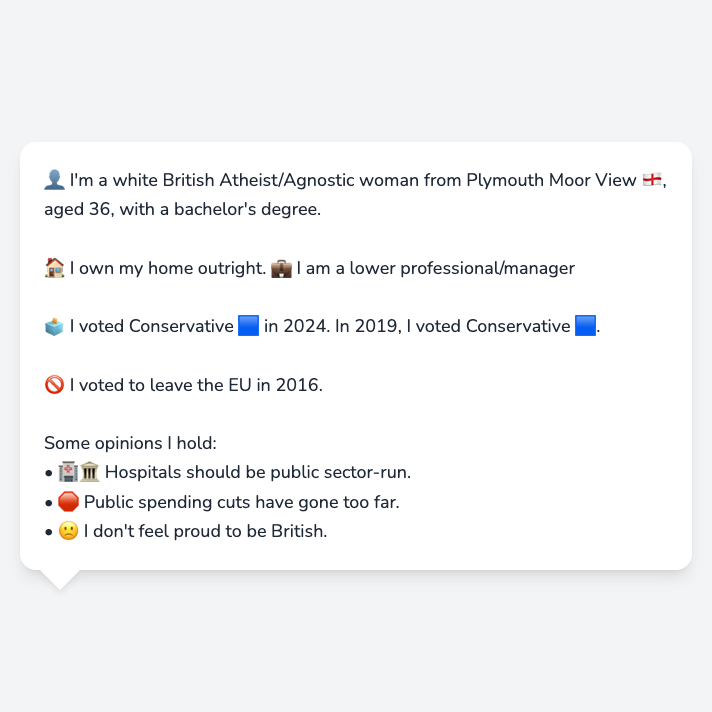 👤 I'm a white British Atheist/Agnostic woman from Plymouth Moor View 🏴󠁧󠁢󠁥󠁮󠁧󠁿,
aged 36, with a bachelor's degree.
🏠 I own my home outright. 💼 I am a lower professional/manager
🗳️ I voted Conservative 🟦 in 2024. In 2019, I voted Conservative 🟦.
🚫 I voted to leave the EU in 2016.
Some opinions I hold:
• 🏥🏛️ Hospitals should be public sector-run.
• 🛑 Public spending cuts have gone too far.
• 🙁 I don't feel proud to be British.